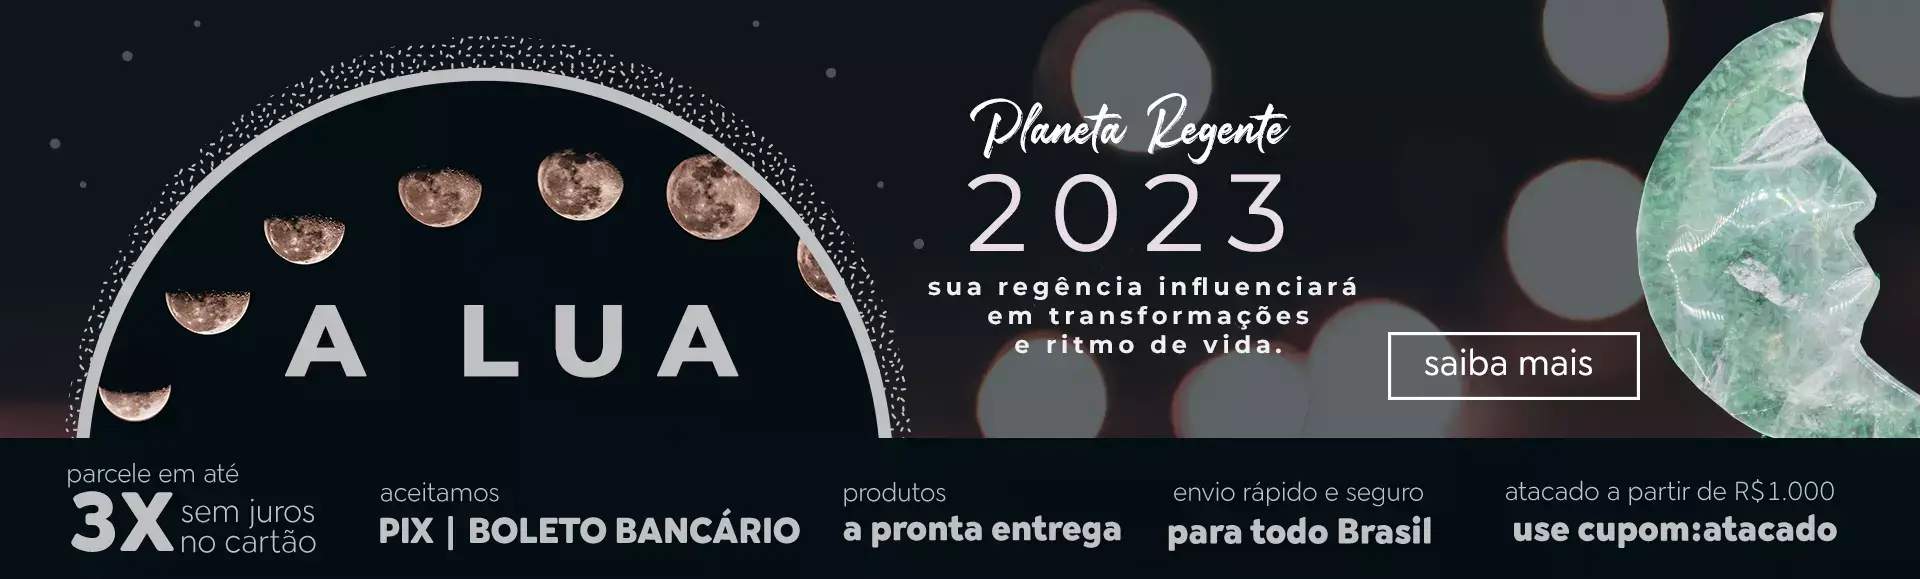 A LUA
Planeta Regente
2023
sua regência influenciará
em transformações
e ritmo de vida.
saiba mais
parcele em até
3X sem juros
no cartão
aceitamos
PIX | BOLETO BANCÁRIO
produtos
a pronta entrega
envio rápido e seguro
para todo Brasil
atacado a partir de R$1.000
use cupom:atacado